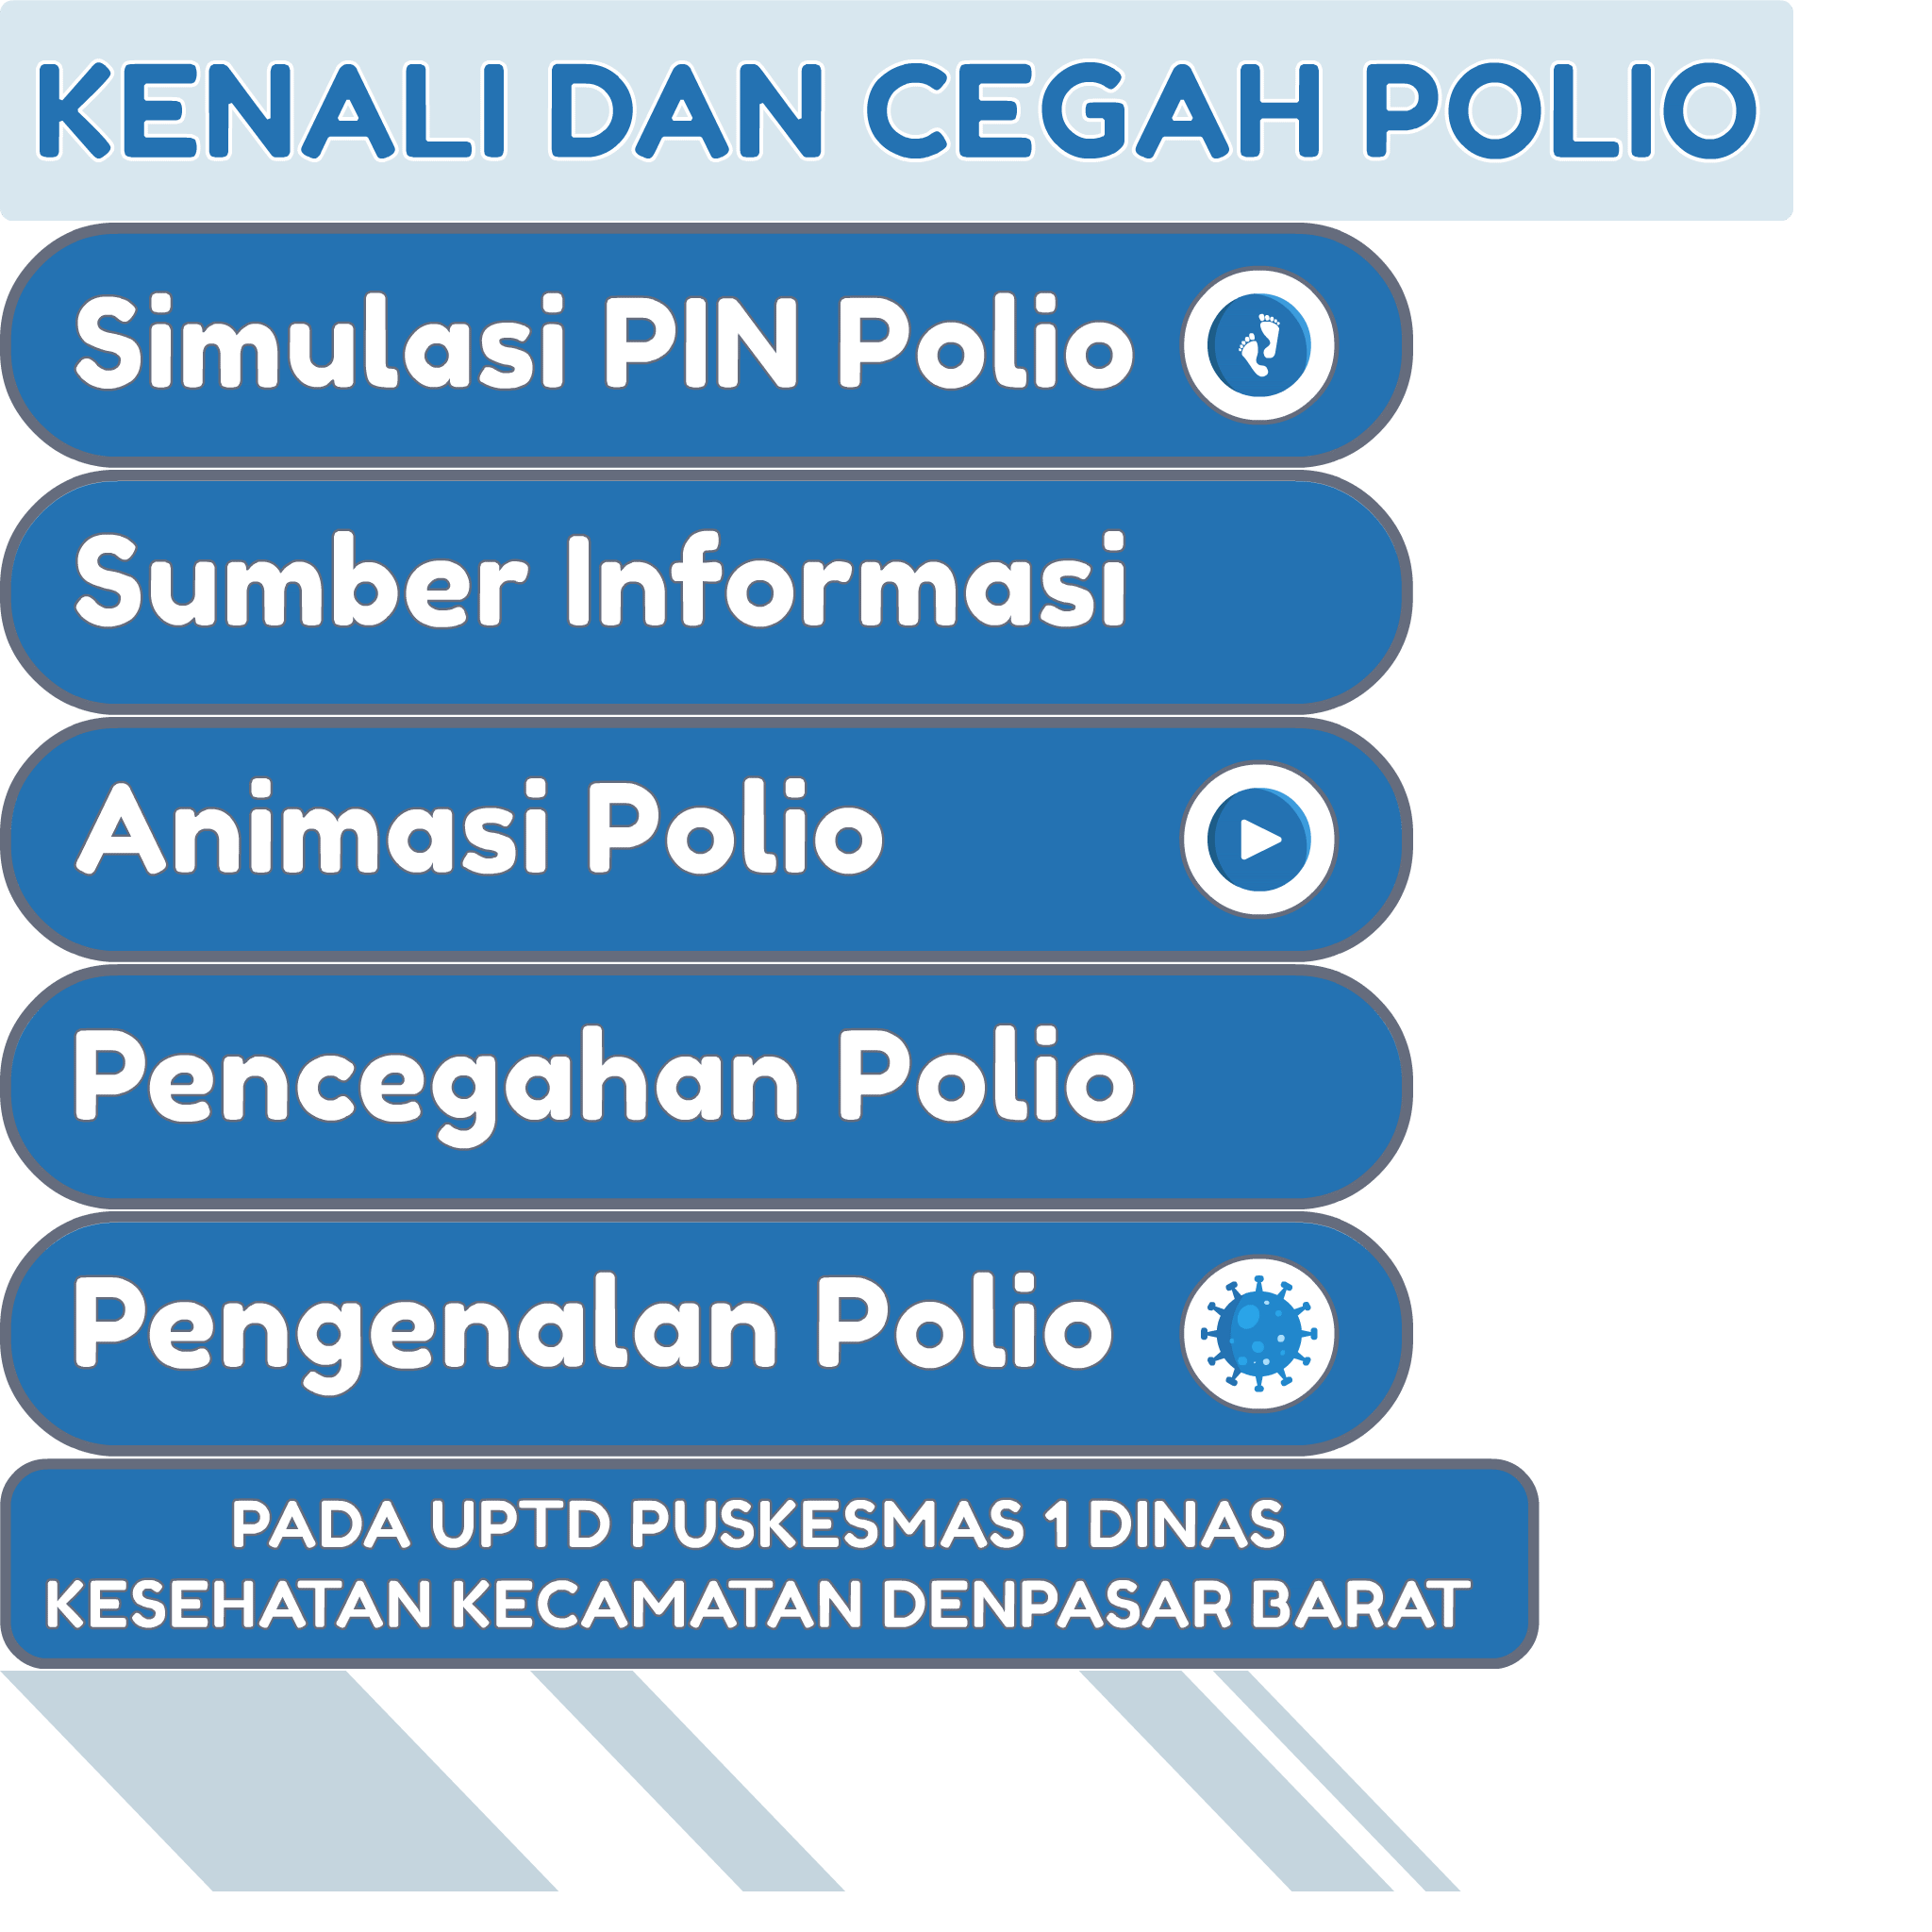 KENALI DAN CEGAH POLIO
Simulasi PIN Polio
Sumber Informasi
Animasi Polio
Pencegahan Polio
Pengenalan Polio
PADA UPTD PUSKESMAS 1 DINAS
KESEHATAN KECAMATAN DENPASAR BARAT